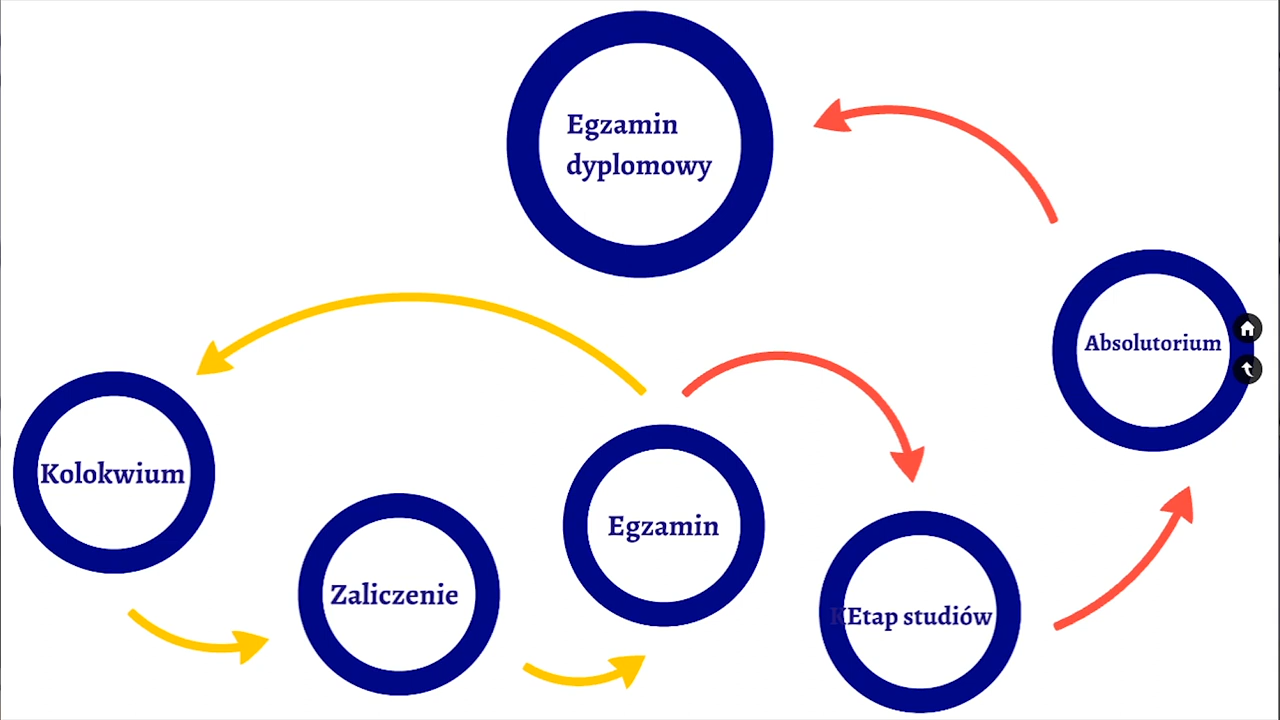 Egzamin
dyplomowy
Absolutorium
Kolokwium
Egzamin
Zaliczenie
KEtap studiów